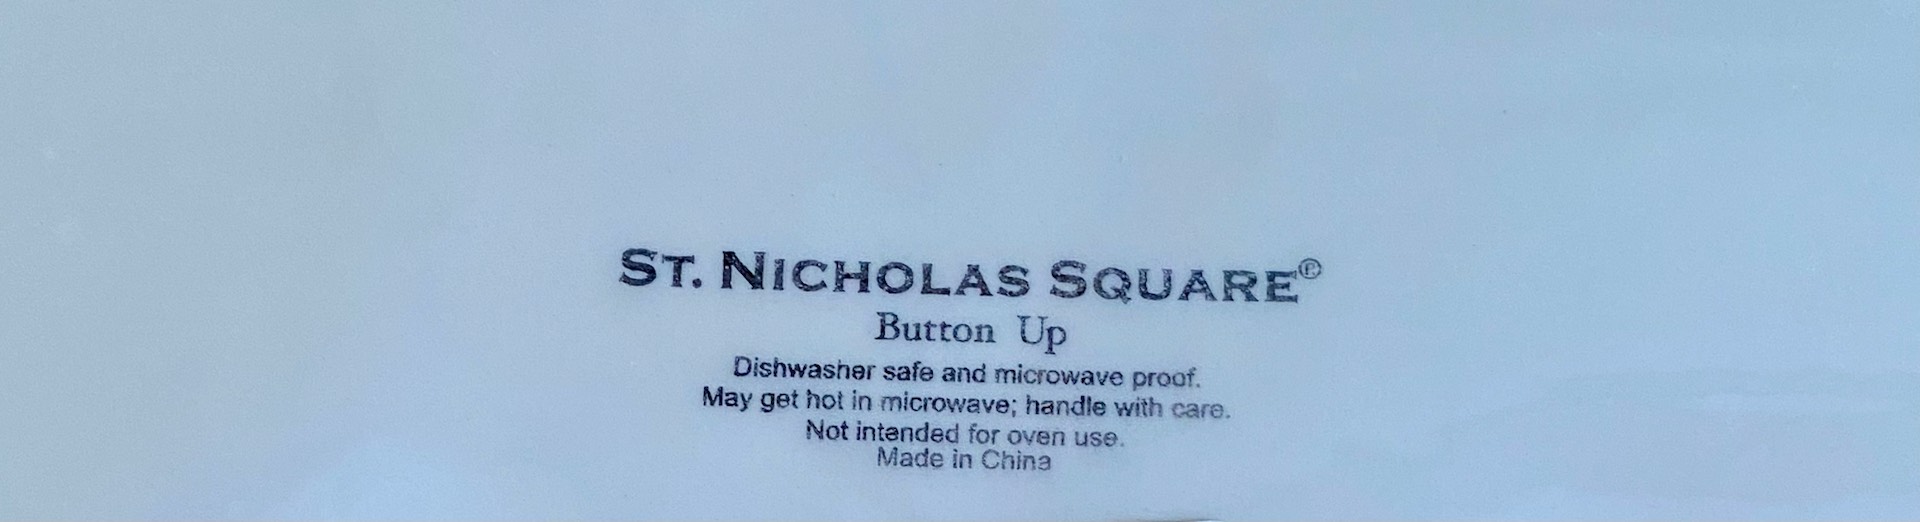 ST. NICHOLAS SQUARE®
Button Up
Dishwasher safe and microwave proof.
May get hot in microwave; handle with care.
Not intended for oven use.
Made in China